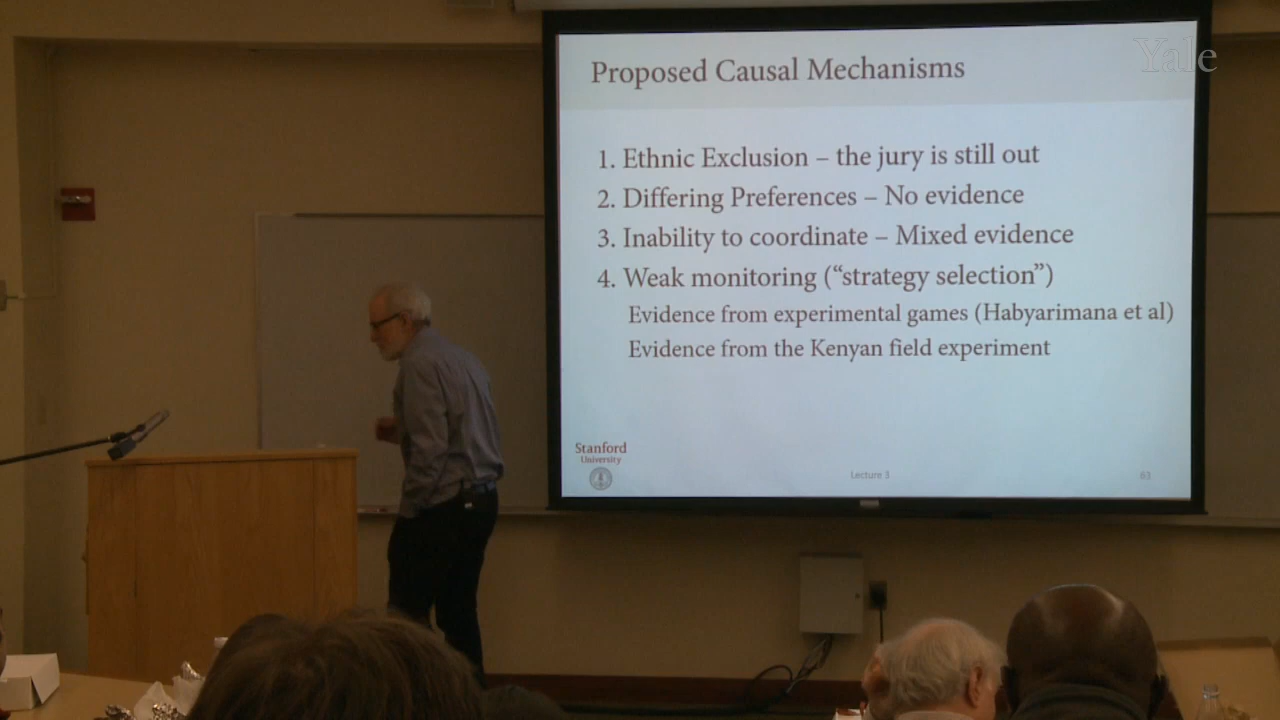 Yale
Proposed Causal Mechanisms
1. Ethnic Exclusion – the jury is still out
2. Differing Preferences – No evidence
3. Inability to coordinate – Mixed evidence
4. Weak monitoring (“strategy selection”)
Evidence from experimental games (Habyarimana et al)
Evidence from the Kenyan field experiment
Stanford
University
Lecture 3
61